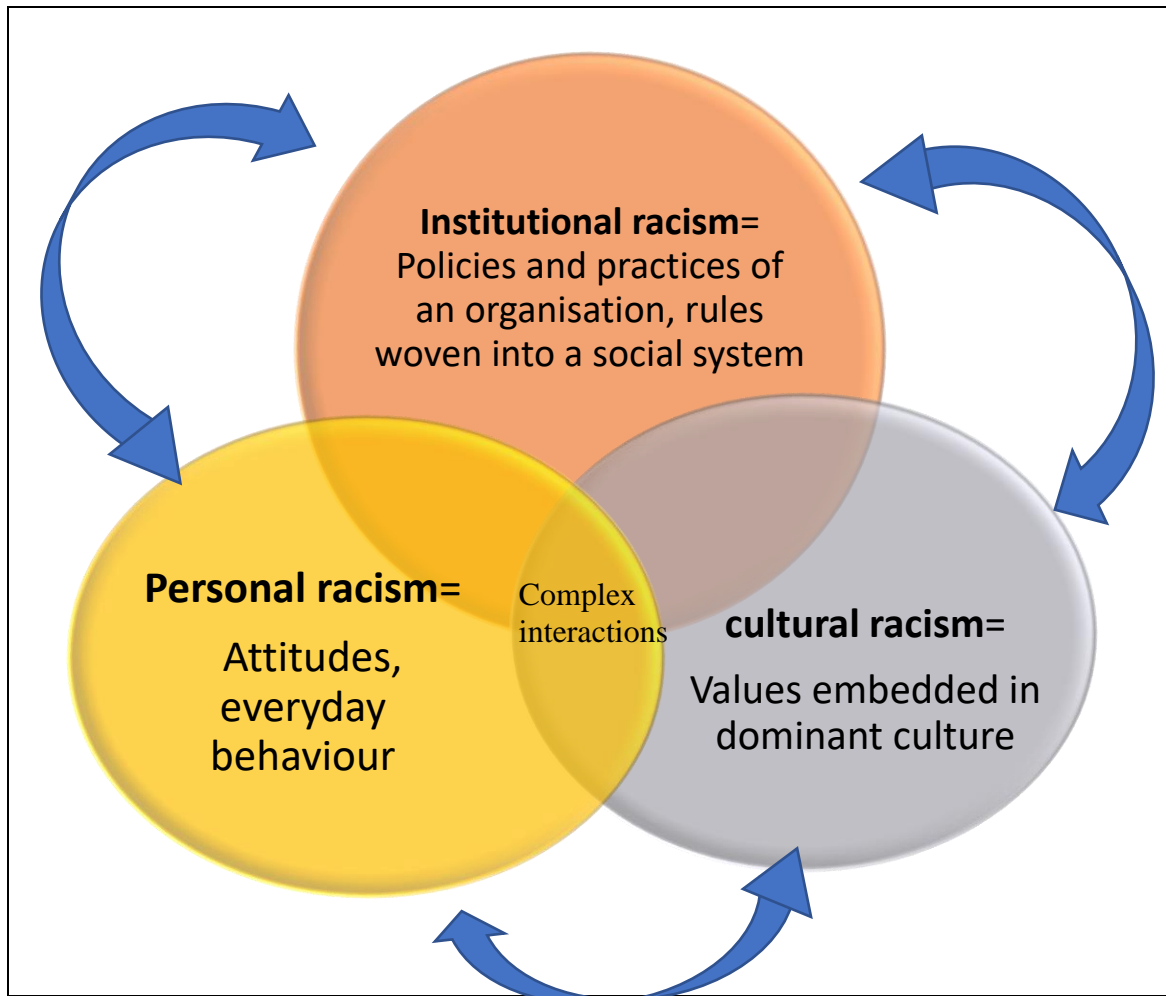 Institutional racism=
Policies and practices of
an organisation, rules
woven into a social system
Personal racism=
Attitudes,
everyday
behaviour
Complex
interactions
cultural racism=
Values embedded in
dominant culture